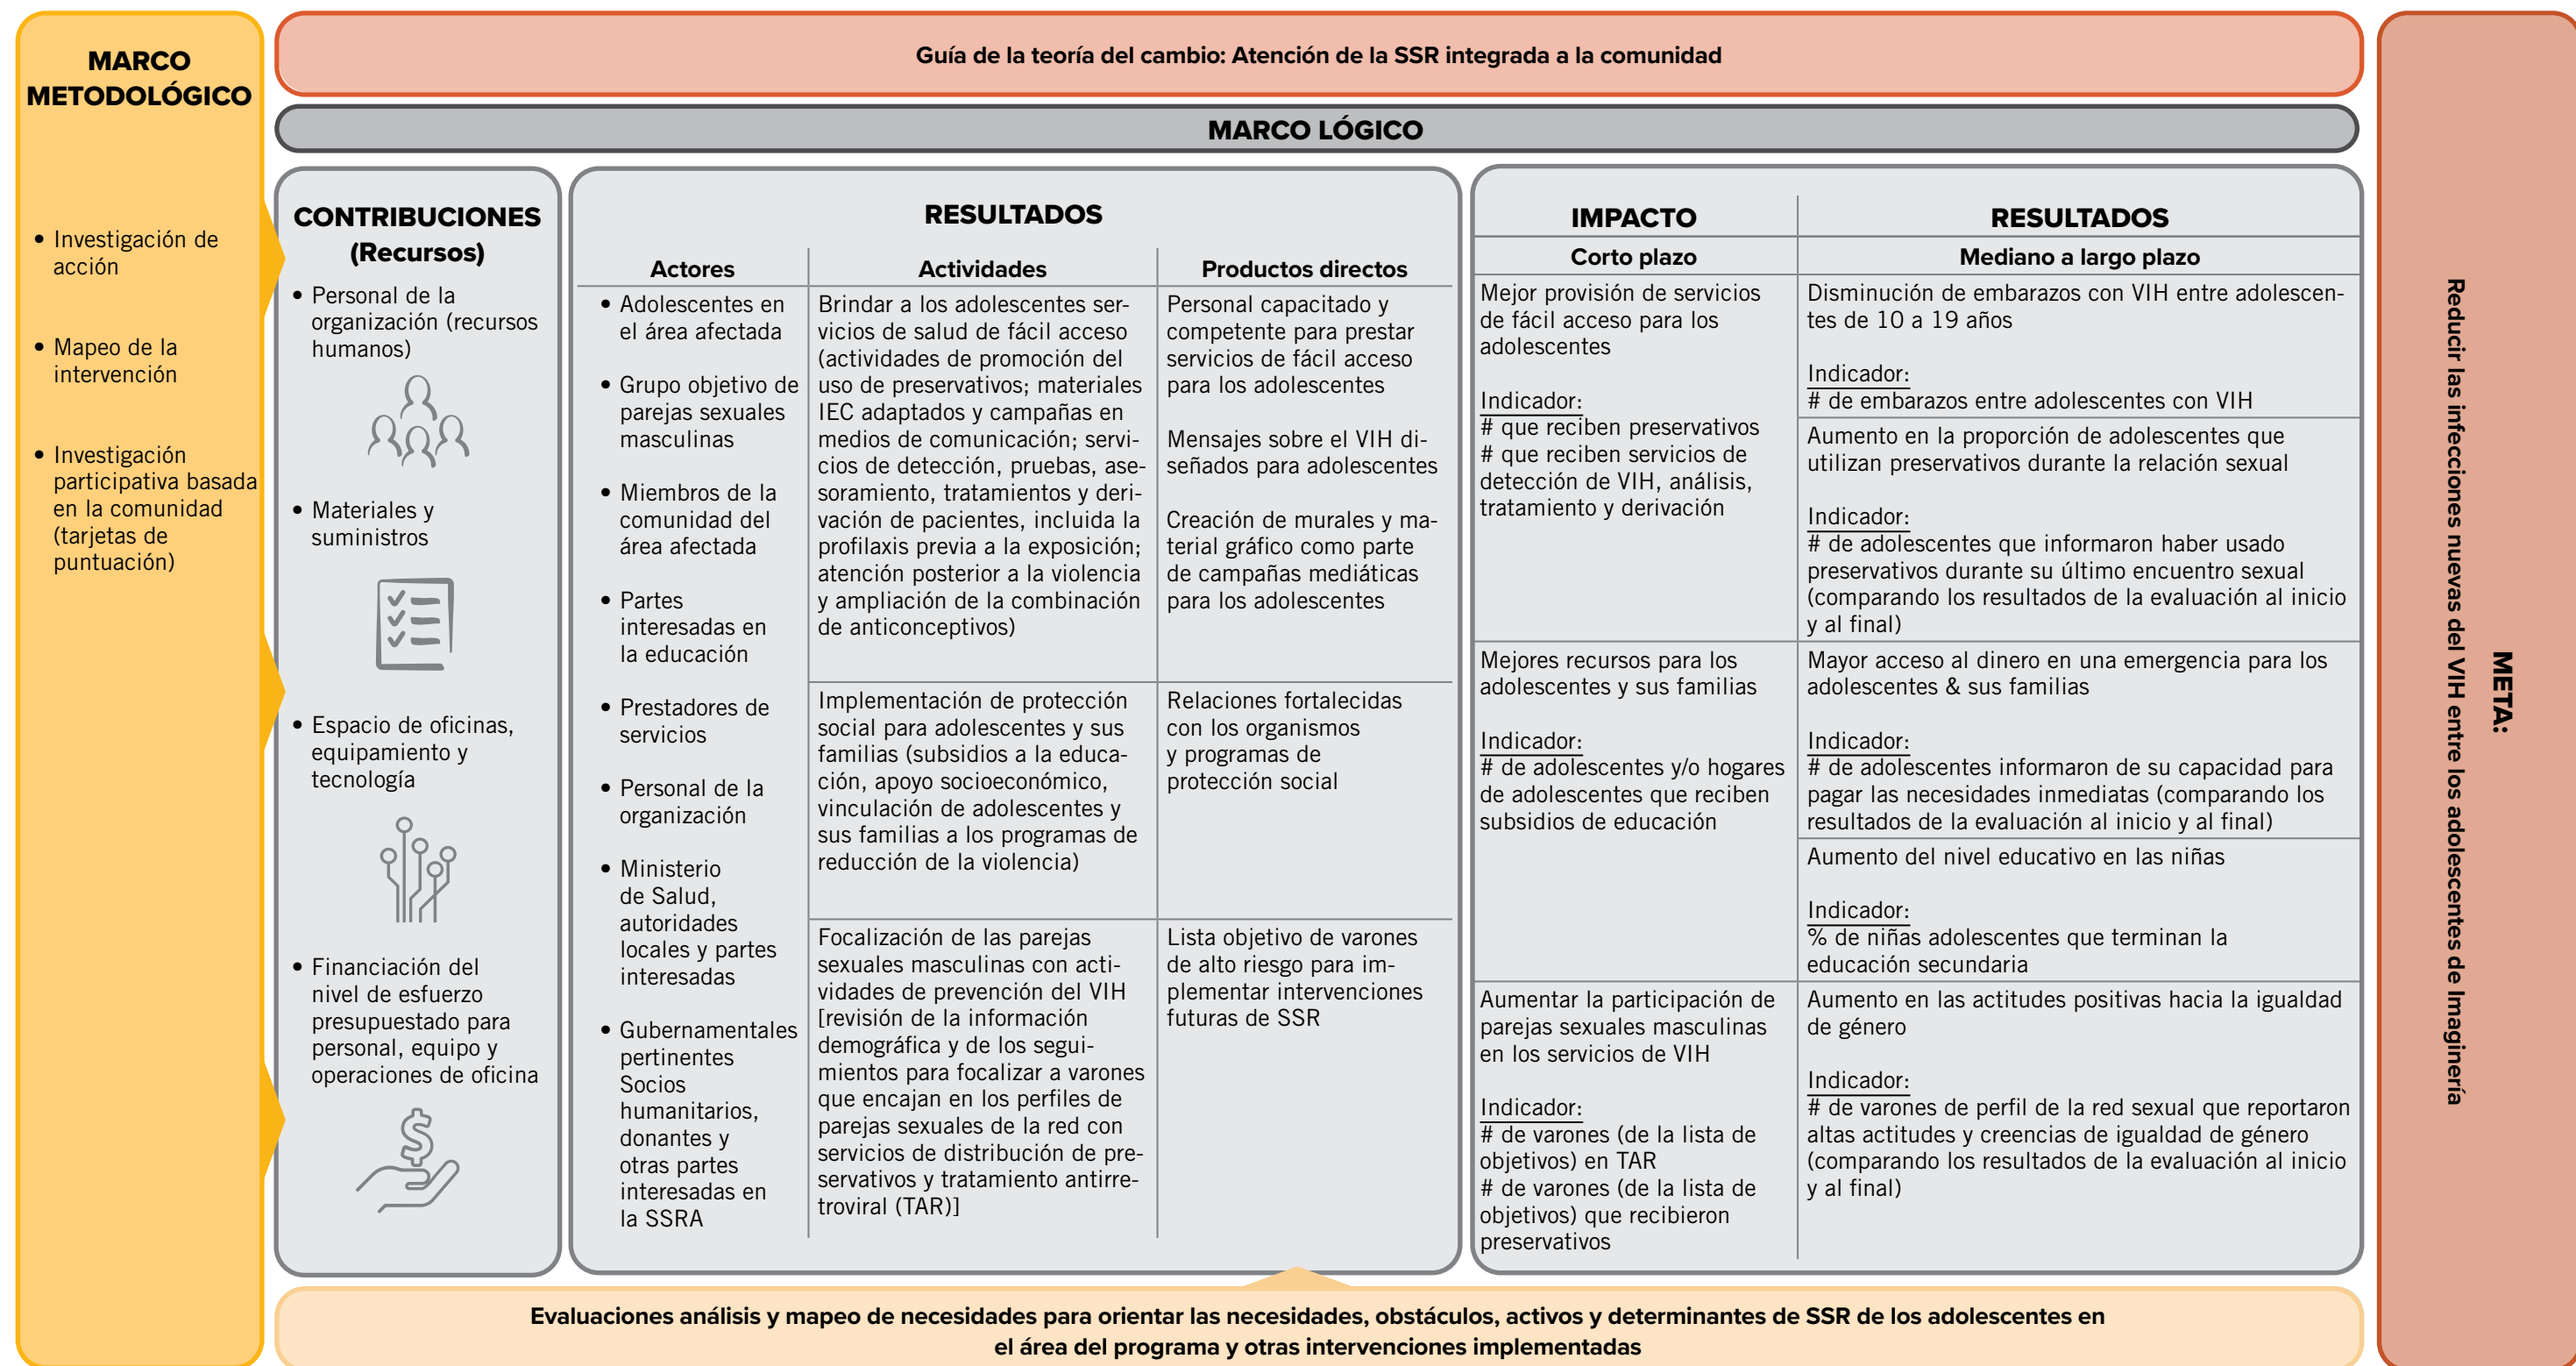 MARCO
METODOLÓGICO
• Investigación de
acción
• Mapeo de la
intervención
• Investigación
participativa basada
en la comunidad
(tarjetas de
puntuación)
Guía de la teoría del cambio: Atención de la SSR integrada a la comunidad
MARCO LÓGICO
CONTRIBUCIONES
(Recursos)
• Personal de la
organización (recursos
humanos)
• Materiales y
suministros
• Espacio de oficinas,
equipamiento y
tecnología
• Financiación del
nivel de esfuerzo
presupuestado para
personal, equipo y
operaciones de oficina
RESULTADOS
Actores
• Adolescentes en
el área afectada
• Grupo objetivo de
parejas sexuales
masculinas
• Miembros de la
comunidad del
área afectada
• Partes
interesadas en
la educación
• Prestadores de
servicios
• Personal de la
organización
• Ministerio
de Salud,
autoridades
locales y partes
interesadas
• Gubernamentales
pertinentes
Socios
humanitarios,
donantes y
otras partes
interesadas en
la SSRA
Actividades
Brindar a los adolescentes ser-
vicios de salud de fácil acceso
(actividades de promoción del
uso de preservativos; materiales
IEC adaptados y campañas en
medios de comunicación; servi-
cios de detección, pruebas, ase-
soramiento, tratamientos y deri-
vación de pacientes, incluida la
profilaxis previa a la exposición;
atención posterior a la violencia
y ampliación de la combinación
de anticonceptivos)
Implementación de protección
social para adolescentes y sus
familias (subsidios a la educa-
ción, apoyo socioeconómico,
vinculación de adolescentes y
sus familias a los programas de
reducción de la violencia)
Focalización de las parejas
sexuales masculinas con acti-
vidades de prevención del VIH
[revisión de la información
demográfica y de los segui-
mientos para focalizar a varones
que encajan en los perfiles de
parejas sexuales de la red con
servicios de distribución de pre-
servativos y tratamiento antirre-
troviral (TAR)]
Productos directos
Personal capacitado y
competente para prestar
servicios de fácil acceso
para los adolescentes
Mensajes sobre el VIH di-
señados para adolescentes
Creación de murales y ma-
terial gráfico como parte
de campañas mediáticas
para los adolescentes
Relaciones fortalecidas
con los organismos
y programas de
protección social
Lista objetivo de varones
de alto riesgo para im-
plementar intervenciones
futuras de SSR
IMPACTO
Corto plazo
Mejor provisión de servicios
de fácil acceso para los
adolescentes
Indicador:
# que reciben preservativos
# que reciben servicios de
detección de VIH, análisis,
tratamiento y derivación
Mejores recursos para los
adolescentes y sus familias
Indicador:
# de adolescentes y/o hogares
de adolescentes que reciben
subsidios de educación
Aumentar la participación de
parejas sexuales masculinas
en los servicios de VIH
Indicador:
# de varones (de la lista de
objetivos) en TAR
# de varones (de la lista de
objetivos) que recibieron
preservativos
RESULTADOS
Mediano a largo plazo
Disminución de embarazos con VIH entre adolescen-
tes de 10 a 19 años
Indicador:
# de embarazos entre adolescentes con VIH
Aumento en la proporción de adolescentes que
utilizan preservativos durante la relación sexual
Indicador:
# de adolescentes que informaron haber usado
preservativos durante su último encuentro sexual
(comparando los resultados de la evaluación al inicio
y al final)
Mayor acceso al dinero en una emergencia para los
adolescentes & sus familias
Indicador:
# de adolescentes informaron de su capacidad para
pagar las necesidades inmediatas (comparando los
resultados de la evaluación al inicio y al final)
Aumento del nivel educativo en las niñas
Indicador:
% de niñas adolescentes que terminan la
educación secundaria
Aumento en las actitudes positivas hacia la igualdad
de género
Indicador:
# de varones de perfil de la red sexual que reportaron
altas actitudes y creencias de igualdad de género
(comparando los resultados de la evaluación al inicio
y al final)
META:
Reducir las infecciones nuevas del VIH entre los adolescentes de Imaginería
Evaluaciones análisis y mapeo de necesidades para orientar las necesidades, obstáculos, activos y determinantes de SSR de los adolescentes en
el área del programa y otras intervenciones implementadas